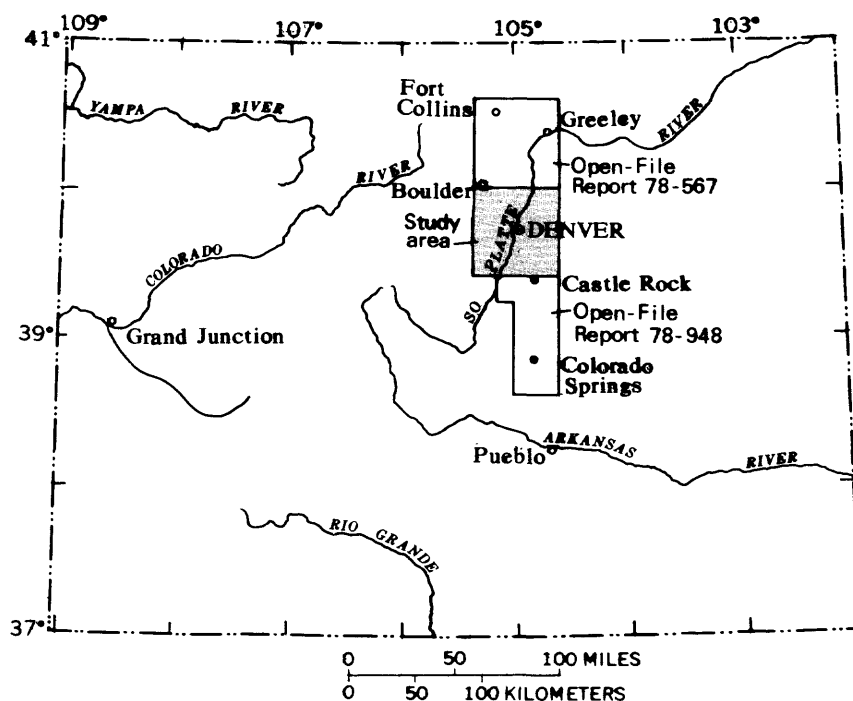 109°
107°
105°
103°
41°
Fort
Collins
YAMPA RIVER
Greeley
RIVER
Open-File
Report 78-567
RIVER
Boulder
Study
area
DENVER
SO PLATTE
COLORADO
Castle Rock
39°
Grand Junction
Open-File
Report 78-948
Colorado
Springs
ARKANSAS
Pueblo
RIVER
RIO GRANDE
37°
0 50 100 MILES
0 50 100 KILOMETERS